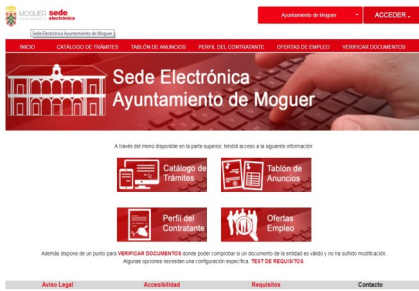 MOGUER sede
electrónica
Ayuntamiento de Moguer
ACCEDER
Sede Electrónica Ayuntamiento de Moguer
INICIO CATÁLOGO DE TRÁMITES TABLÓN DE ANUNCIOS PERFIL DEL CONTRATANTE OFERTAS DE EMPLEO VERIFICAR DOCUMENTOS
Sede Electrónica
Ayuntamiento de Moguer
A través del menú disponible en la parte superior, tendrá acceso a la siguiente información:
Catálogo de
Trámites
Tablón de
Anuncios
Perfil del
Contratante
Ofertas
Empleo
Además dispone de un punto para VERIFICAR DOCUMENTOS donde poder comprobar si un documento de la entidad es válido y no ha sufrido modificación.
Algunas opciones necesitan una configuración específica. TEST DE REQUISITOS.
Aviso Legal Accesibilidad Requisitos Contacto